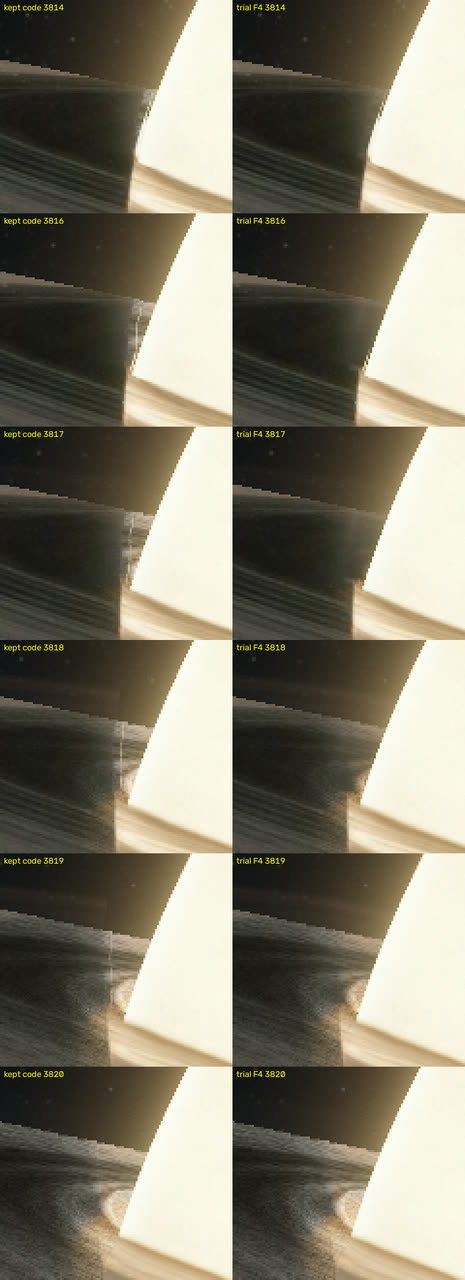 kept code 3814
trial F4 3814
kept code 3816
trial F4 3816
kept code 3817
trial F4 3817
kept code 3818
trial F4 3818
kept code 3819
trial F4 3819
kept code 3820
trial F4 3820